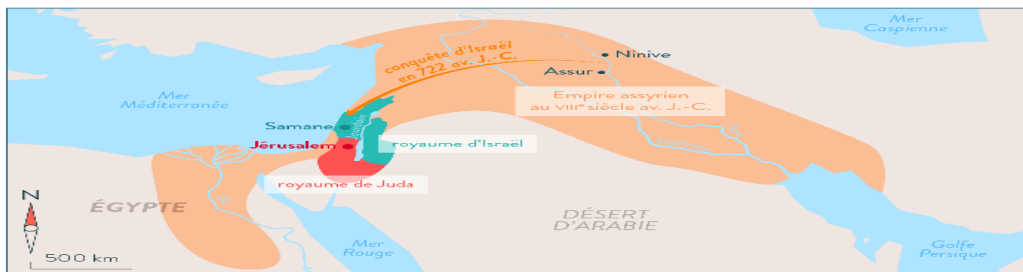 Mer
Caspienne
conquête d'Israël
en 722 av. J.-C.
Ninive
Assur
Mer
Méditerranée
Empire assyrien
au VIIIe siècle av. J.-C.
Samarie
Jourdain
Jérusalem
royaume d'Israël
royaume de Juda
N
ÉGYPTE
DÉSERT
D'ARABIE
Mer
Rouge
Golfe
Persique
500 km